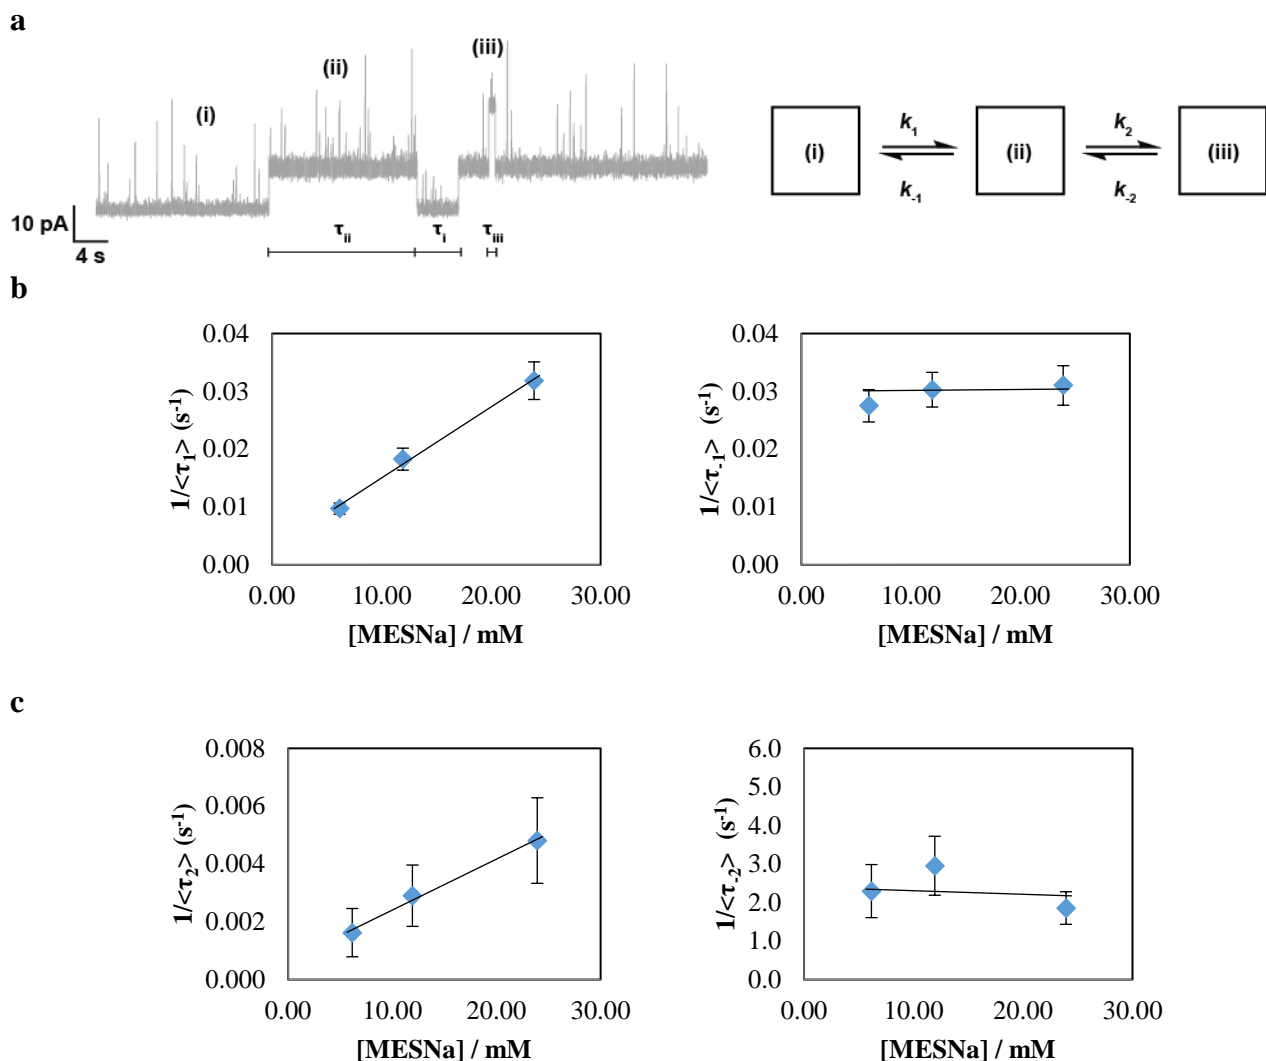 a
(i)
(ii)
(iii)
10 pA
4 s
τii
τi
τiii
(i)
k1
k-1
(ii)
k2
k-2
(iii)
b
1/<τ1> (s-1)
0.04
0.03
0.02
0.01
0.00
0.00 10.00 20.00 30.00
[MESNa] / mM
1/<τ-1> (s-1)
0.04
0.03
0.02
0.01
0.00
0.00 10.00 20.00 30.00
[MESNa] / mM
c
1/<τ2> (s-1)
0.008
0.006
0.004
0.002
0.000
0.00 10.00 20.00 30.00
[MESNa] / mM
1/<τ-2> (s-1)
6.0
5.0
4.0
3.0
2.0
1.0
0.0
0.00 10.00 20.00 30.00
[MESNa] / mM